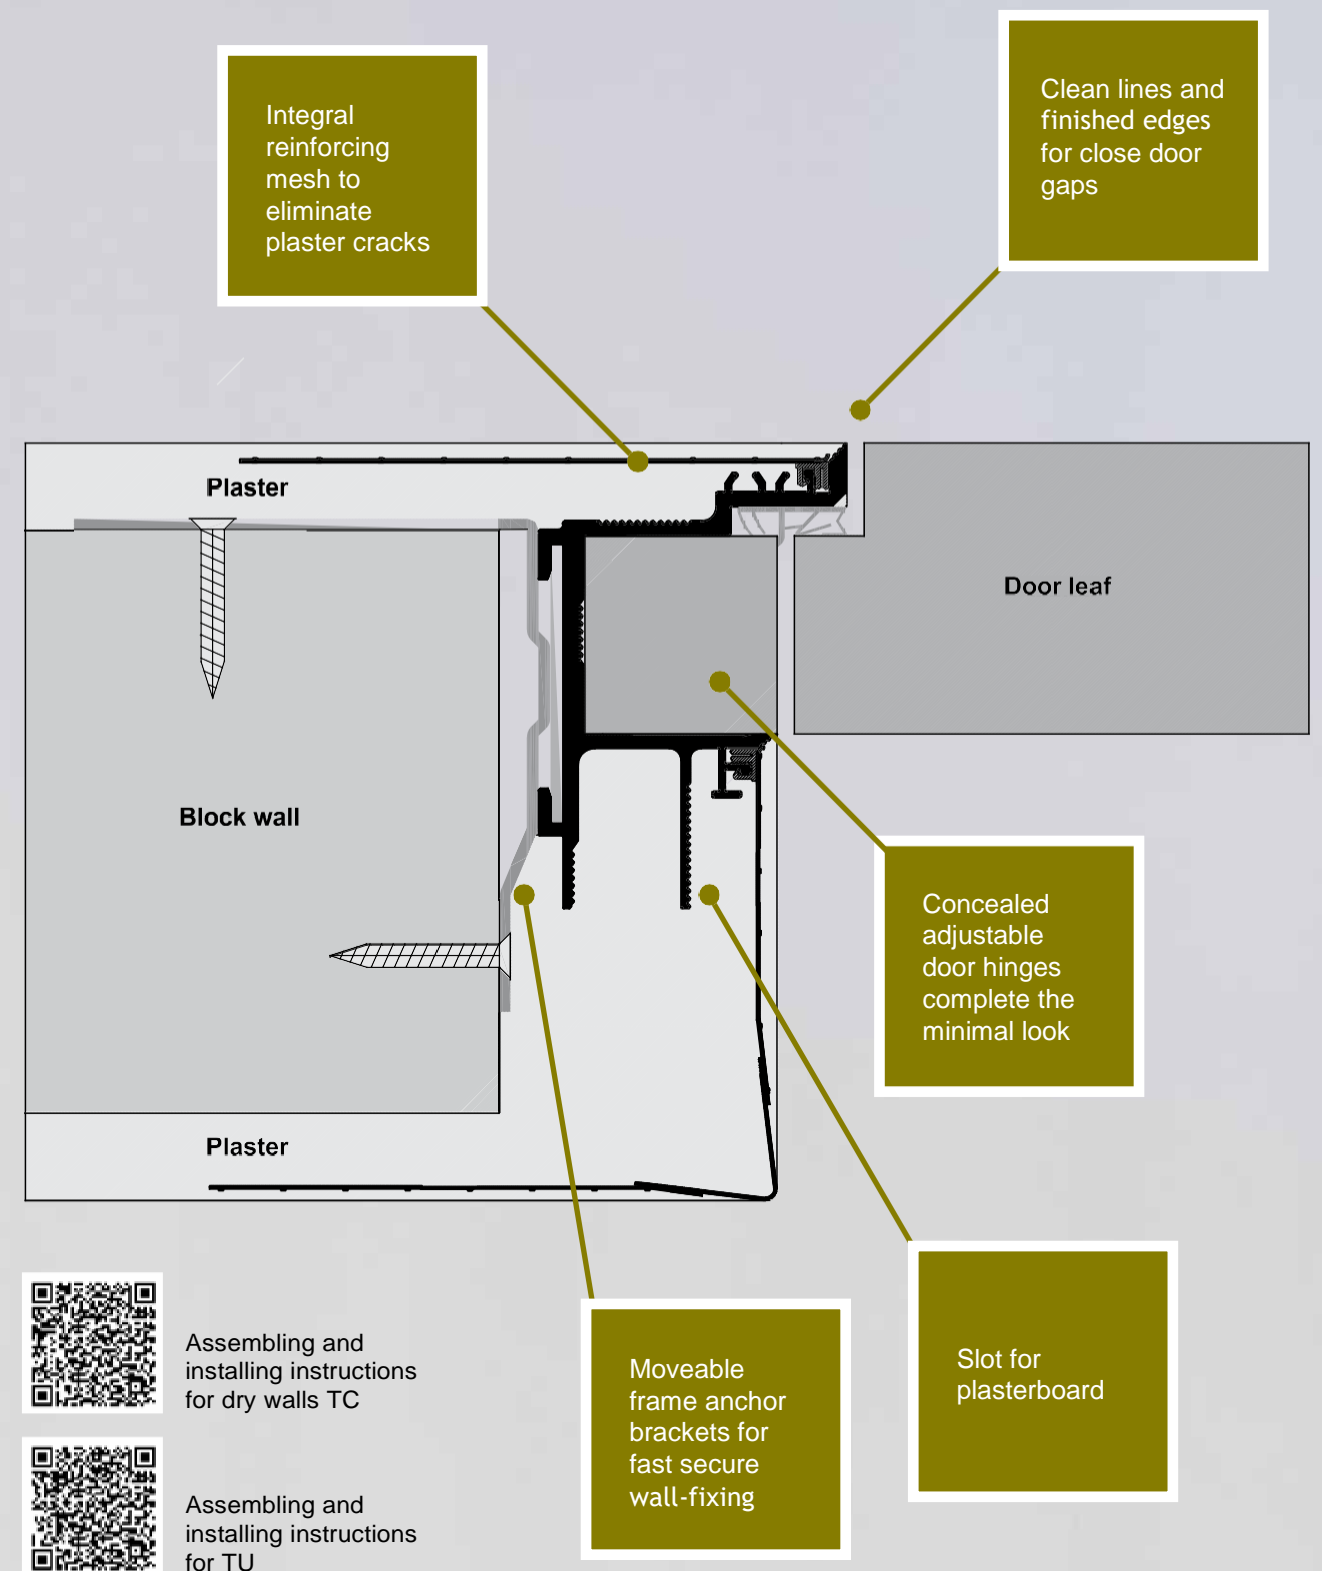 Integral
reinforcing
mesh to
eliminate
plaster cracks
Clean lines and
finished edges
for close door
gaps
Plaster
Door leaf
Block wall
Concealed
adjustable
door hinges
complete the
minimal look
Plaster
Assembling and
installing instructions
for dry walls TC
Moveable
frame anchor
brackets for
fast secure
wall-fixing
Slot for
plasterboard
Assembling and
installing instructions
for TU